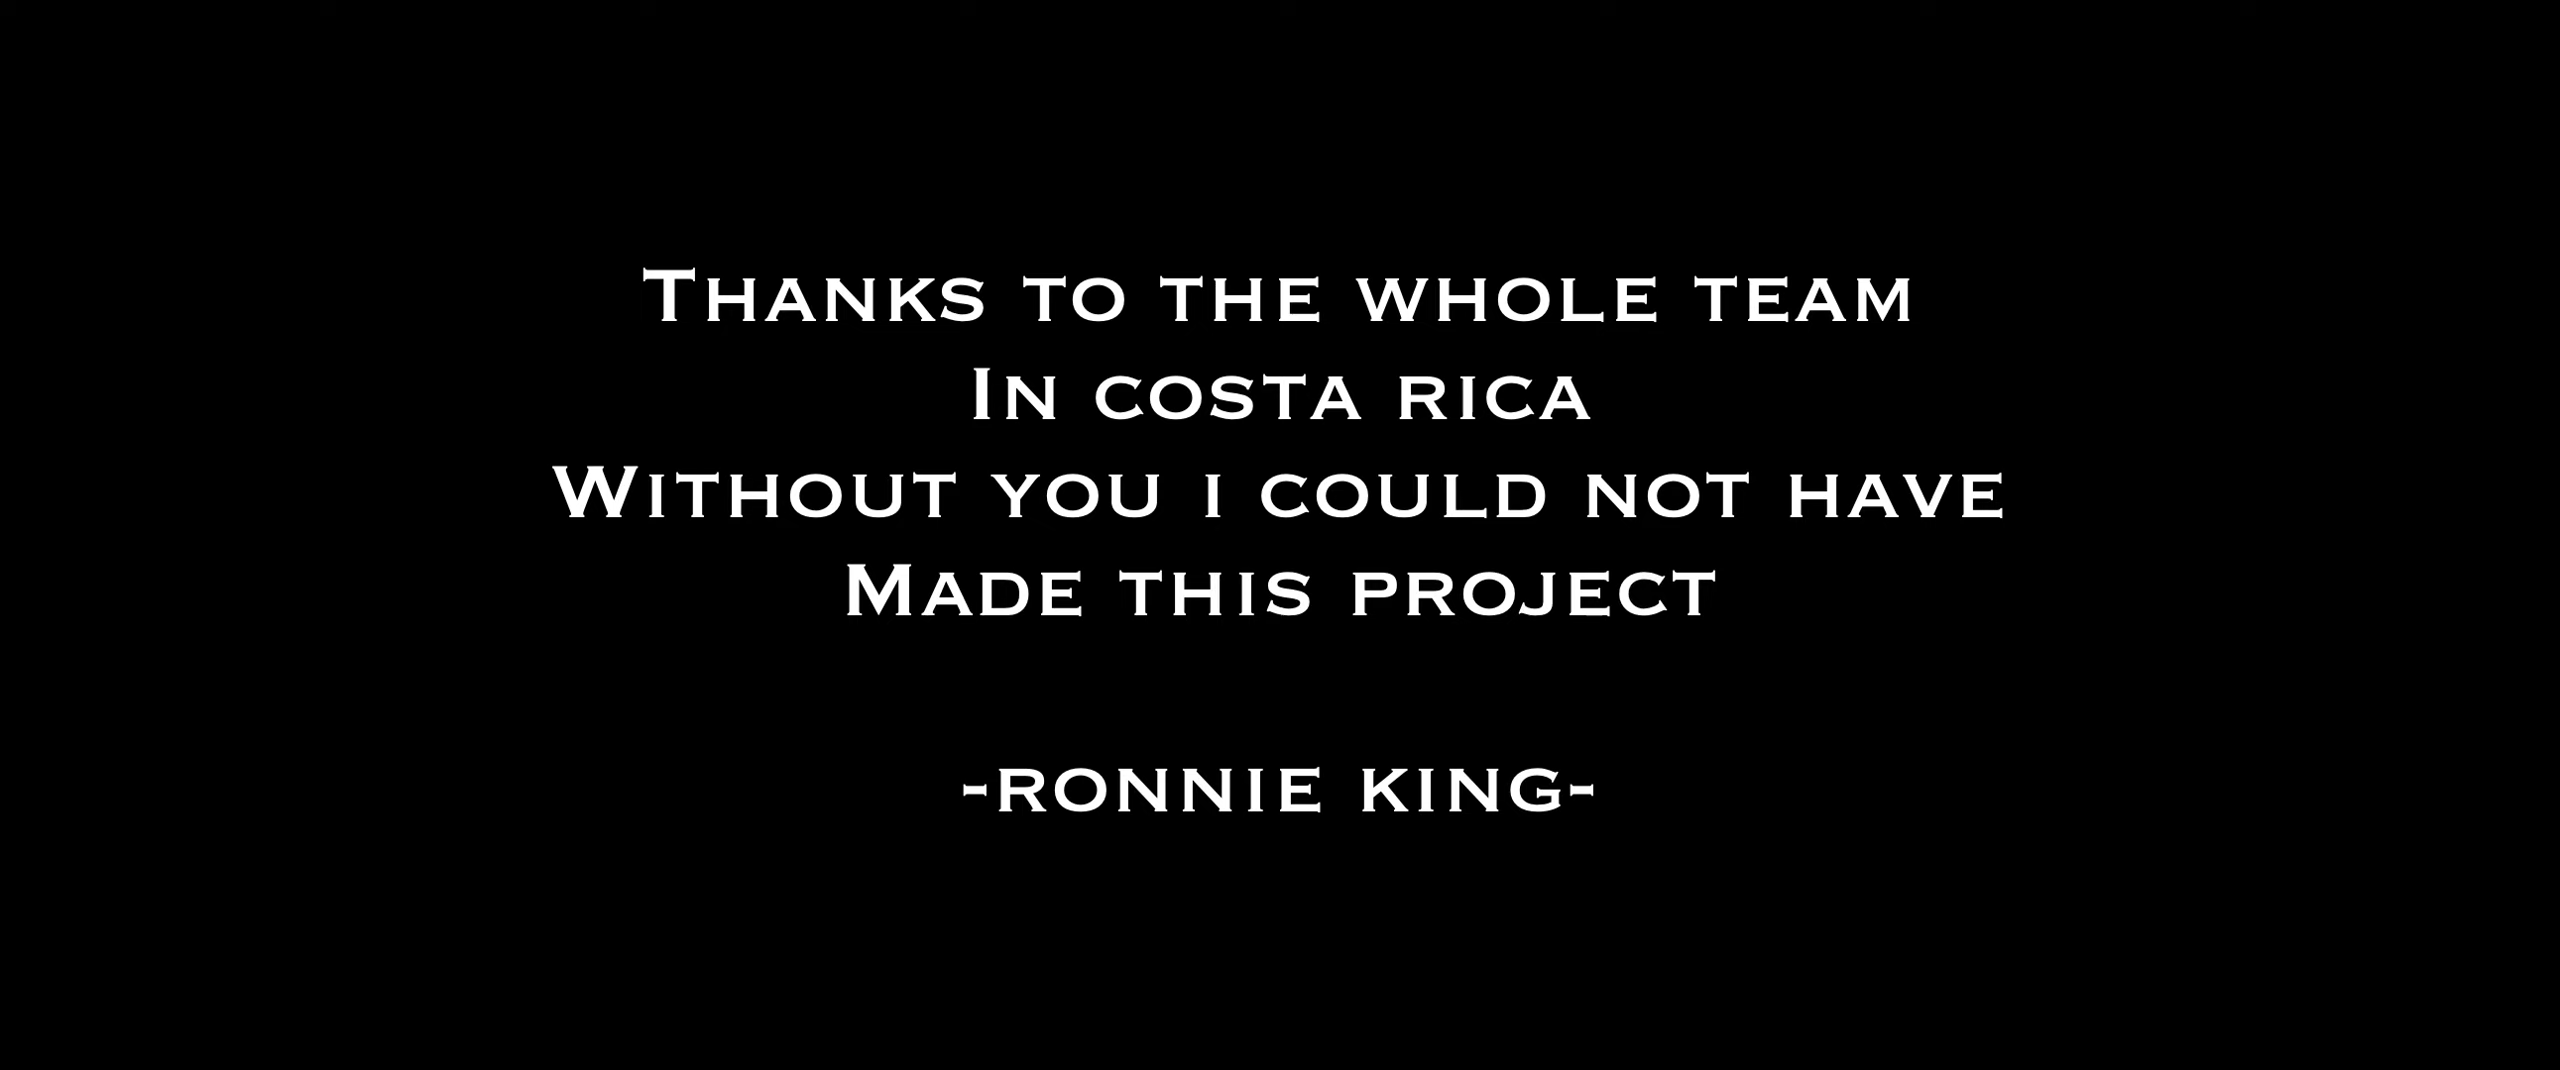 Thanks to the whole team
In costa rica
Without you i could not have
Made this project
-ronnie king-